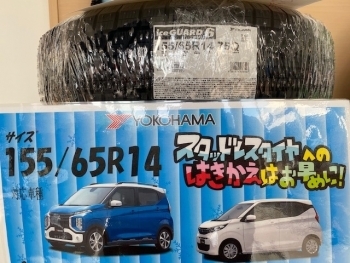 iceGUARD 6
155/65R14 75Q
YOKOHAMA
サイズ
155/65R14
スタッドレスタイヤへの
はきかえはお早めに!